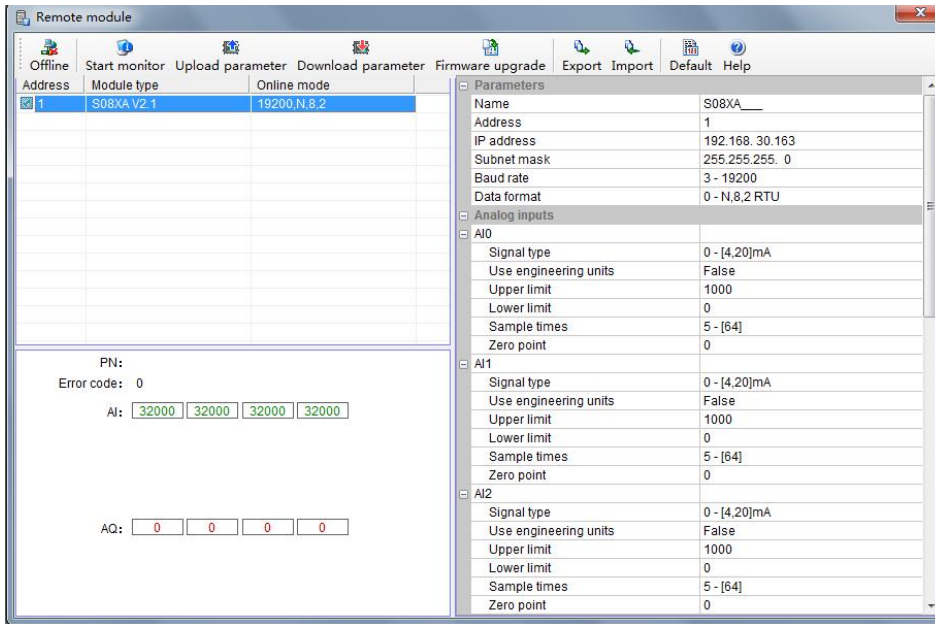 Remote module
Offline Start monitor Upload parameter Download parameter Firmware upgrade Export Import Default Help
Address Module type Online mode
1 S08XA V2.1 19200,N,8,2
PN:
Error code: 0
AI: 32000 32000 32000 32000
AQ: 0 0 0 0
Parameters
Name S08XA___
Address 1
IP address 192.168. 30.163
Subnet mask 255.255.255. 0
Baud rate 3 - 19200
Data format 0 - N,8,2 RTU
Analog inputs
AI0
Signal type 0 - [4,20]mA
Use engineering units False
Upper limit 1000
Lower limit 0
Sample times 5 - [64]
Zero point 0
AI1
Signal type 0 - [4,20]mA
Use engineering units False
Upper limit 1000
Lower limit 0
Sample times 5 - [64]
Zero point 0
AI2
Signal type 0 - [4,20]mA
Use engineering units False
Upper limit 1000
Lower limit 0
Sample times 5 - [64]
Zero point 0